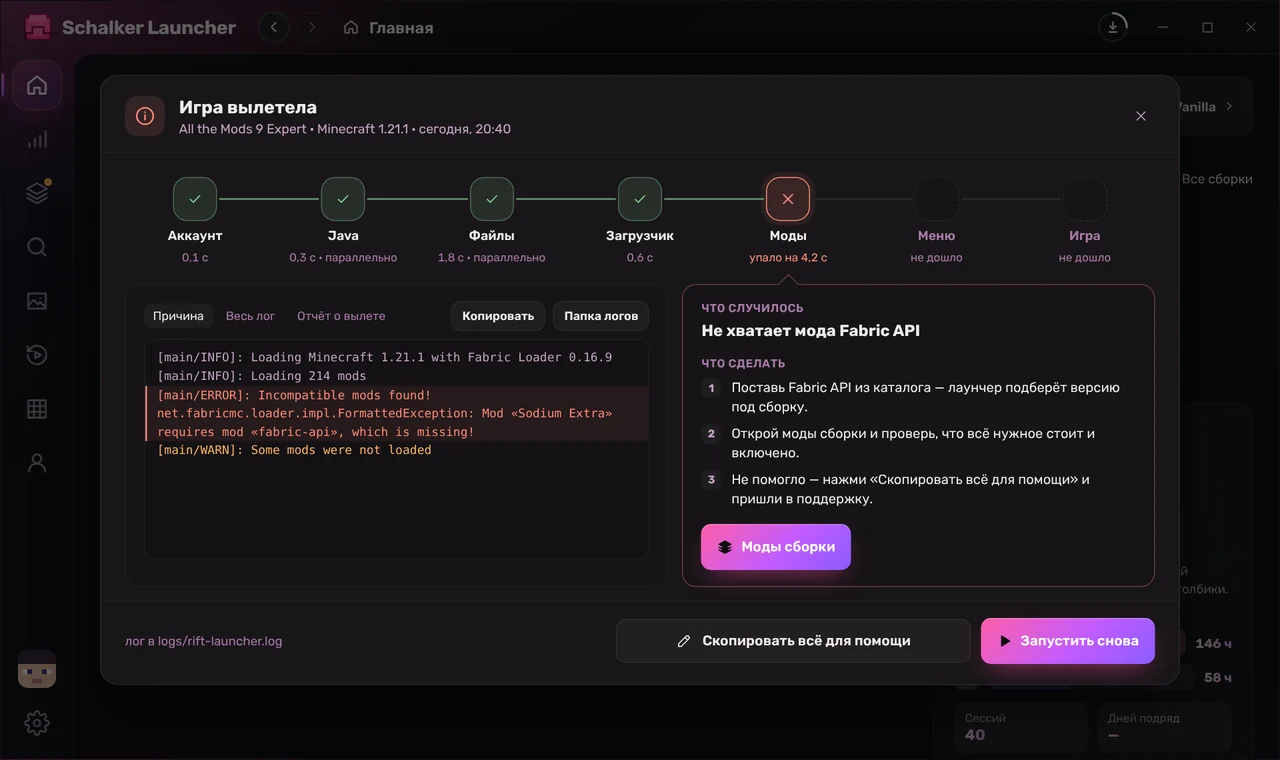 Schalker Launcher
Главная
Игра вылетела
All the Mods 9 Expert • Minecraft 1.21.1 • сегодня, 20:40
Vanilla
Все сборки
Аккаунт
0,1 с
Java
0,3 с • параллельно
Файлы
1,8 с • параллельно
Загрузчик
0,6 с
Моды
упало на 4,2 с
Меню
не дошло
Игра
не дошло
Причина
Весь лог
Отчёт о вылете
Копировать
Папка логов
[main/INFO]: Loading Minecraft 1.21.1 with Fabric Loader 0.16.9
[main/INFO]: Loading 214 mods
[main/ERROR]: Incompatible mods found!
net.fabricmc.loader.impl.FormattedException: Mod «Sodium Extra»
requires mod «fabric-api», which is missing!
[main/WARN]: Some mods were not loaded
ЧТО СЛУЧИЛОСЬ
Не хватает мода Fabric API
ЧТО СДЕЛАТЬ
1 Поставь Fabric API из каталога — лаунчер подберёт версию
под сборку.
2 Открой моды сборки и проверь, что всё нужное стоит и
включено.
3 Не помогло — нажми «Скопировать всё для помощи» и
пришли в поддержку.
Моды сборки
лог в logs/rift-launcher.log
Скопировать всё для помощи
Запустить снова
146 ч
58 ч
Сессий
40
Дней подряд
—